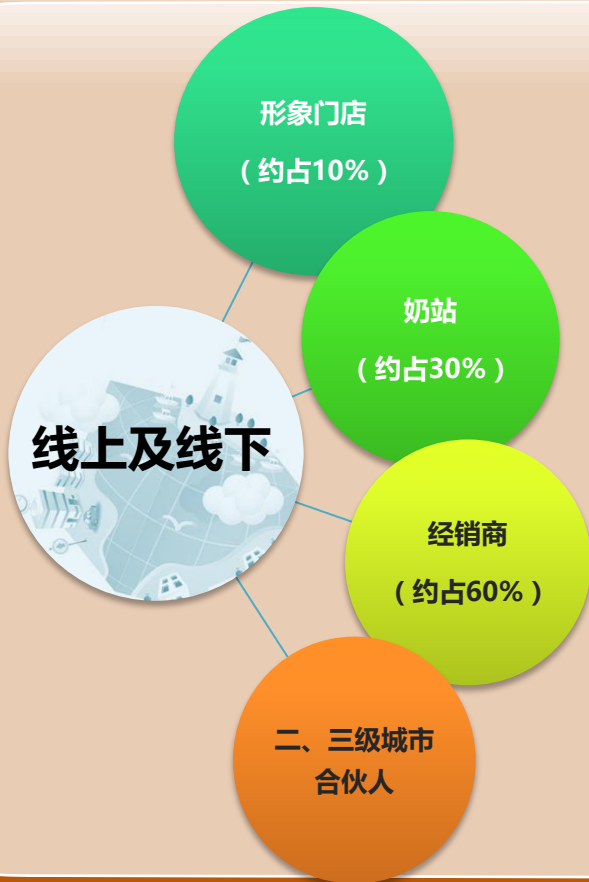 形象门店
（约占10%）
奶站
（约占30%）
线上及线下
经销商
（约占60%）
二、三级城市
合伙人